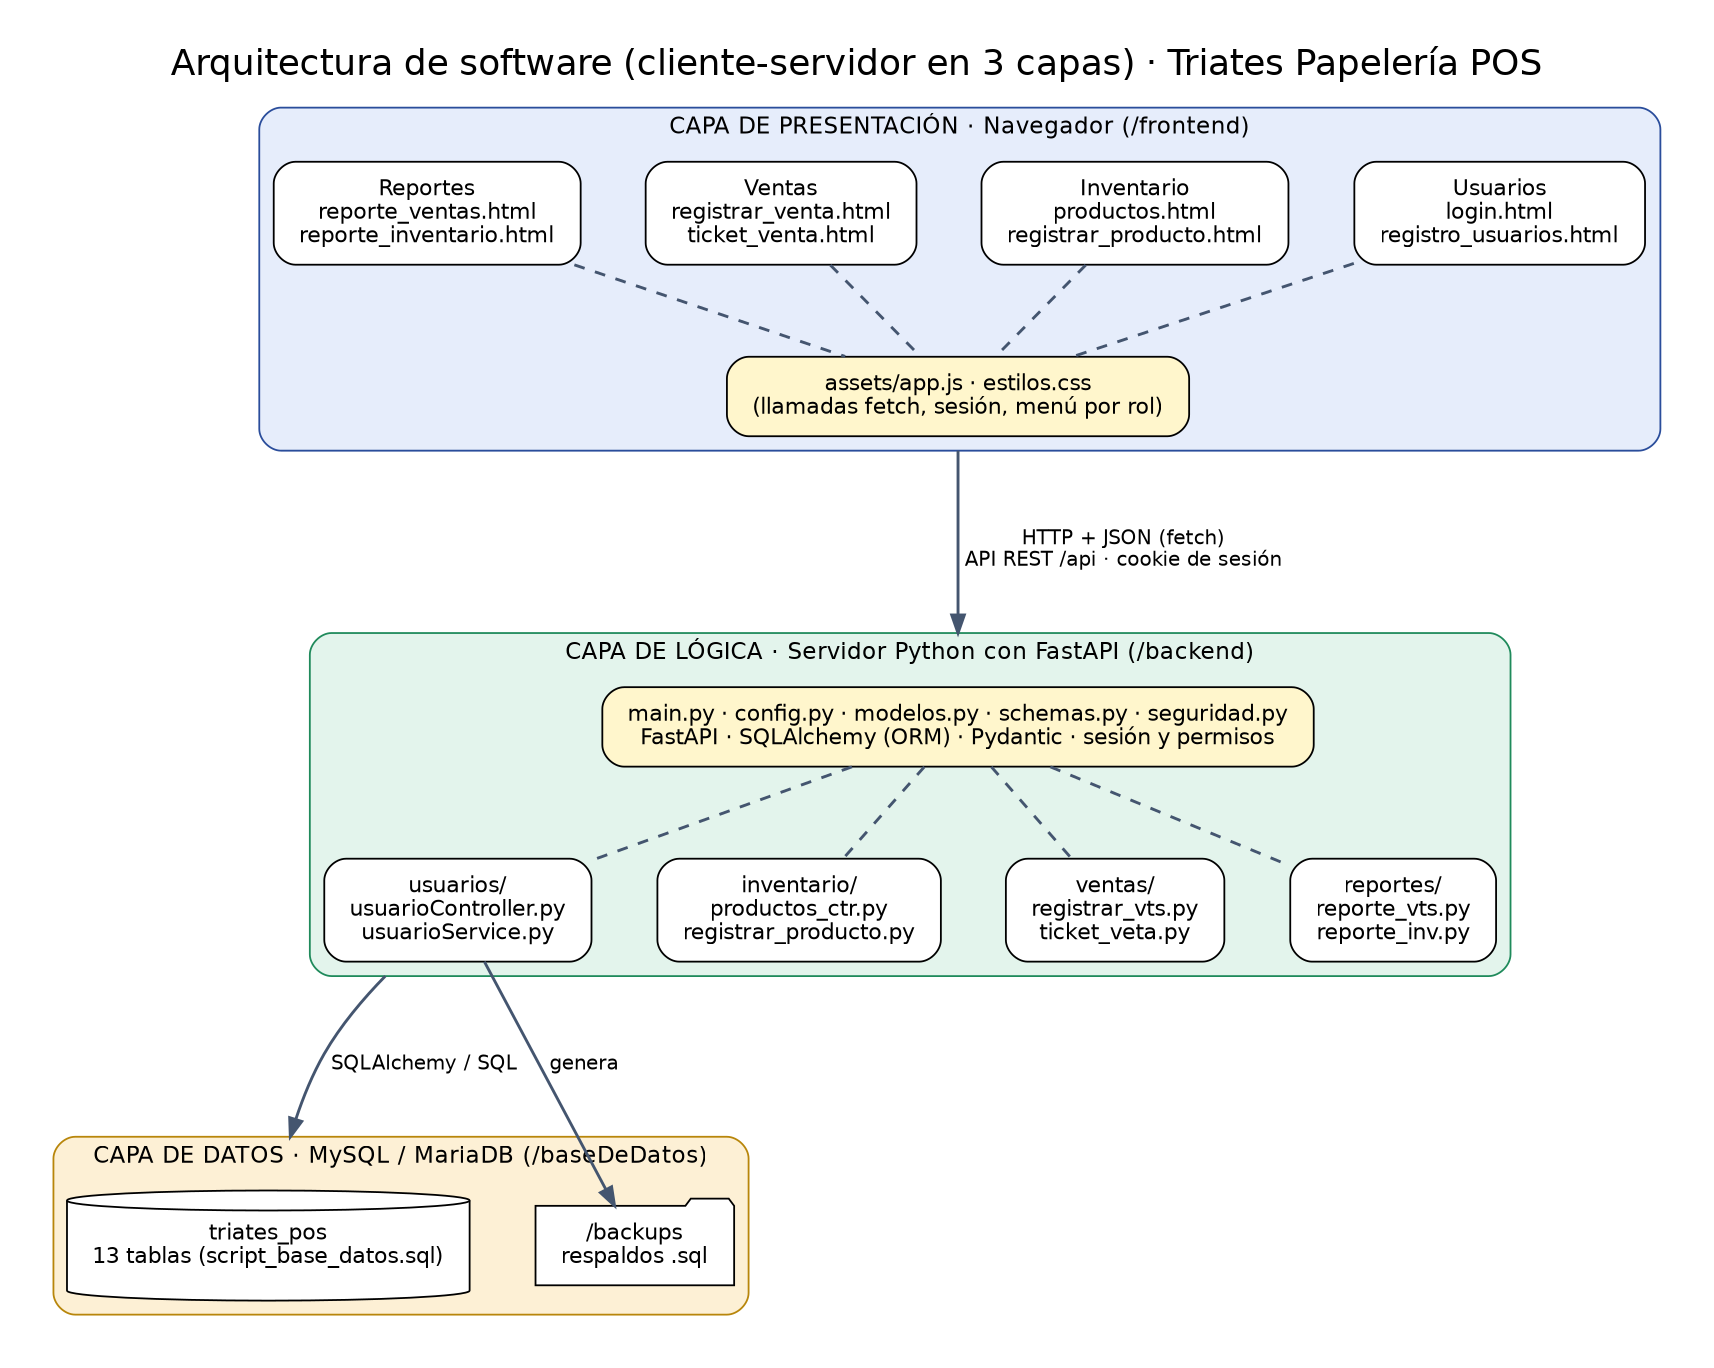 Arquitectura de software (cliente-servidor en 3 capas) · Triates Papelería POS
CAPA DE PRESENTACIÓN · Navegador (/frontend)
Reportes
reporte_ventas.html
reporte_inventario.html
Ventas
registrar_venta.html
ticket_venta.html
Inventario
productos.html
registrar_producto.html
Usuarios
login.html
registro_usuarios.html
assets/app.js · estilos.css
(llamadas fetch, sesión, menú por rol)
HTTP + JSON (fetch)
API REST /api · cookie de sesión
CAPA DE LÓGICA · Servidor Python con FastAPI (/backend)
main.py · config.py · modelos.py · schemas.py · seguridad.py
FastAPI · SQLAlchemy (ORM) · Pydantic · sesión y permisos
usuarios/
usuarioController.py
usuarioService.py
inventario/
productos_ctr.py
registrar_producto.py
ventas/
registrar_vts.py
ticket_veta.py
reportes/
reporte_vts.py
reporte_inv.py
SQLAlchemy / SQL
genera
CAPA DE DATOS · MySQL / MariaDB (/baseDeDatos)
triates_pos
13 tablas (script_base_datos.sql)
/backups
respaldos .sql